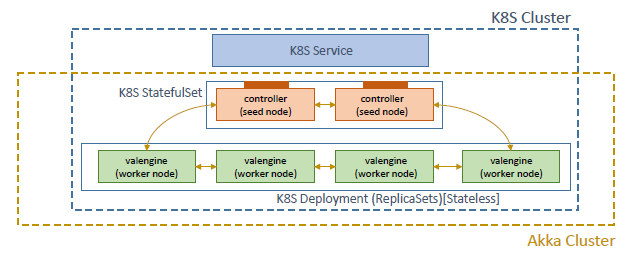 K8S Cluster
K8S Service
K8S StatefulSet
controller
(seed node)
controller
(seed node)
valengine
(worker node)
valengine
(worker node)
valengine
(worker node)
valengine
(worker node)
K8S Deployment (ReplicaSets)[Stateless]
Akka Cluster